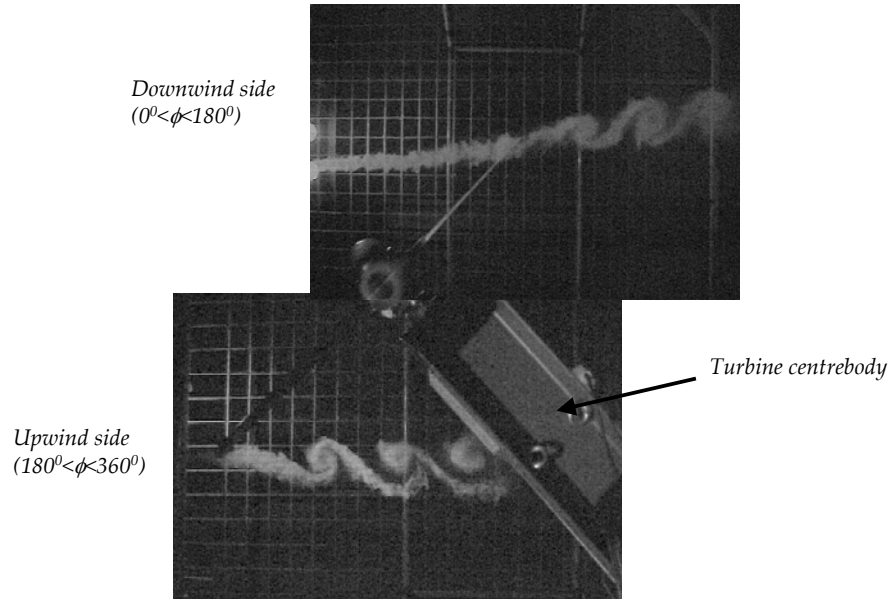 Downwind side
(0⁰<ϕ<180⁰)
Turbine centrebody
Upwind side
(180⁰<ϕ<360⁰)